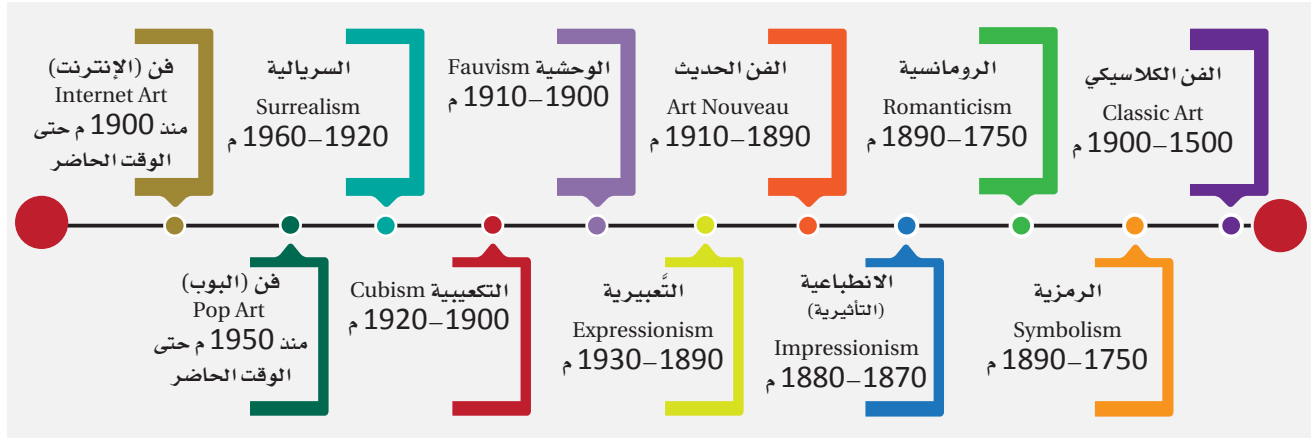 الفن الكلاسيكي
Classic Art
1500–1900 م
الرومانسية
Romanticism
1750–1890 م
الفن الحديث
Art Nouveau
1890–1910 م
الوحشية Fauvism
1900–1910 م
السريالية
Surrealism
1920–1960 م
فن (الإنترنت)
Internet Art
منذ 1900 م حتى
الوقت الحاضر
الرمزية
Symbolism
1750–1890 م
الانطباعية
(التأثيرية)
Impressionism
1870–1880 م
التَّعبيرية
Expressionism
1890–1930 م
التكعيبية Cubism
1900–1920 م
فن (البوب)
Pop Art
منذ 1950 م حتى
الوقت الحاضر